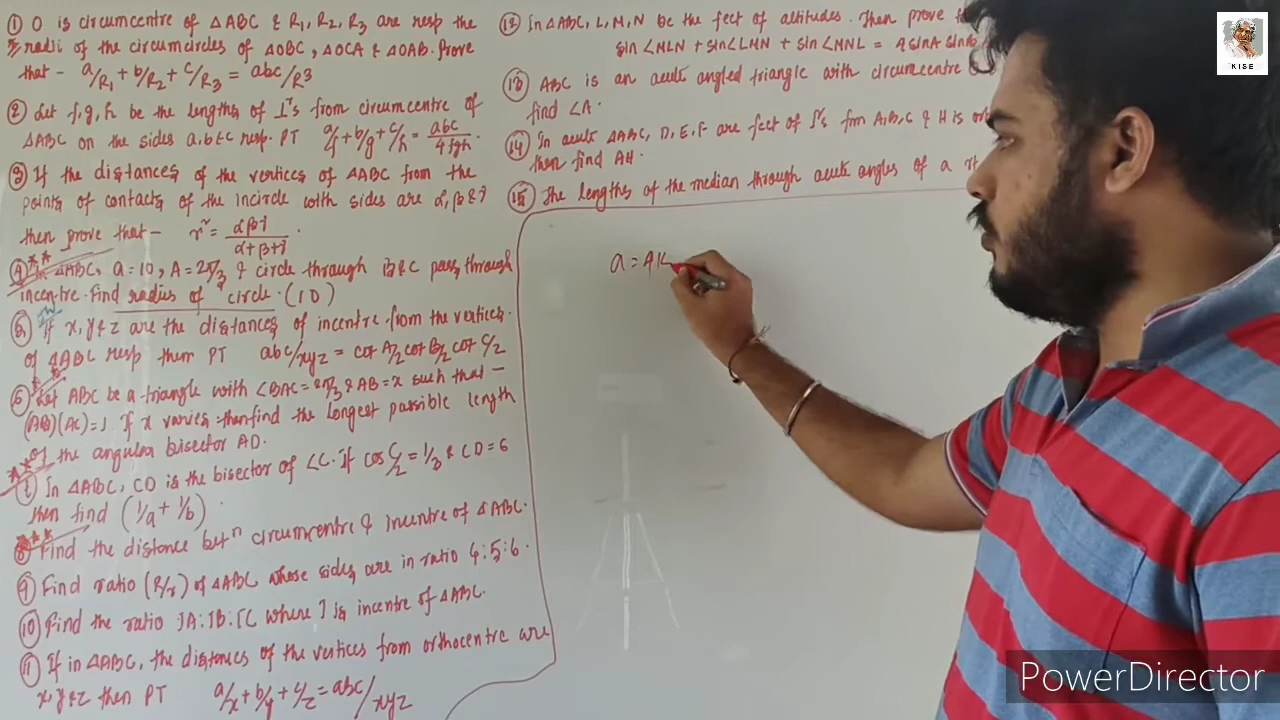 ① O is circumcentre of △ABC & R₁, R₂, R₃ are resp the
radii of the circumcircles of △OBC, △OCA & △OAB. Prove
that - a/R₁ + b/R₂ + c/R₃ = abc/R³
② Let f, g, h be the lengths of ⊥'s from circumcentre of
△ABC on the sides a, b & c resp. PT a/f + b/g + c/h = abc/4fgh.
③ If the distances of the vertices of △ABC from the
points of contacts of the incircle with sides are α, β & γ
then prove that - r² = αβγ/α+β+γ.
④ In △ABC, a=10, A=2π/3 & circle through B & C pass through
incentre. Find radius of circle. (10)
⑤ If x, y & z are the distances of incentre from the vertices
of △ABC resp then PT abc/xyz = cot A/2 cot B/2 cot C/2
⑥ Let ABC be a triangle with ∠BAC = 2π/3 & AB = x such that -
(AB)(AC)=1. If x varies then find the longest possible length
of the angular bisector AD.
⑦ In △ABC, CD is the bisector of ∠C. If cos C/2 = 1/3 & CD = 6
then find (1/a + 1/b)
⑧ Find the distance betⁿ circumcentre & incentre of △ABC.
⑨ Find ratio (R/r) of △ABC whose sides are in ratio 4:5:6.
⑩ Find the ratio IA:IB:IC where I is incentre of △ABC.
⑪ If in △ABC, the distances of the vertices from orthocentre are
x, y & z then PT a/x + b/y + c/z = abc/xyz
⑫ In △ABC, L, M, N be the feet of altitudes. Then prove
sin ∠MLN + sin ∠LMN + sin ∠MNL = 4 sinA sin
⑬ ABC is an acute angled triangle with circumcentre
find ∠A.
⑭ In acute △ABC, D, E, F are feet of ⊥'s frm A, B, C & H is
then find AH.
⑮ The lengths of the median through acute angles of a rt
a = 4K
KISE
PowerDirector